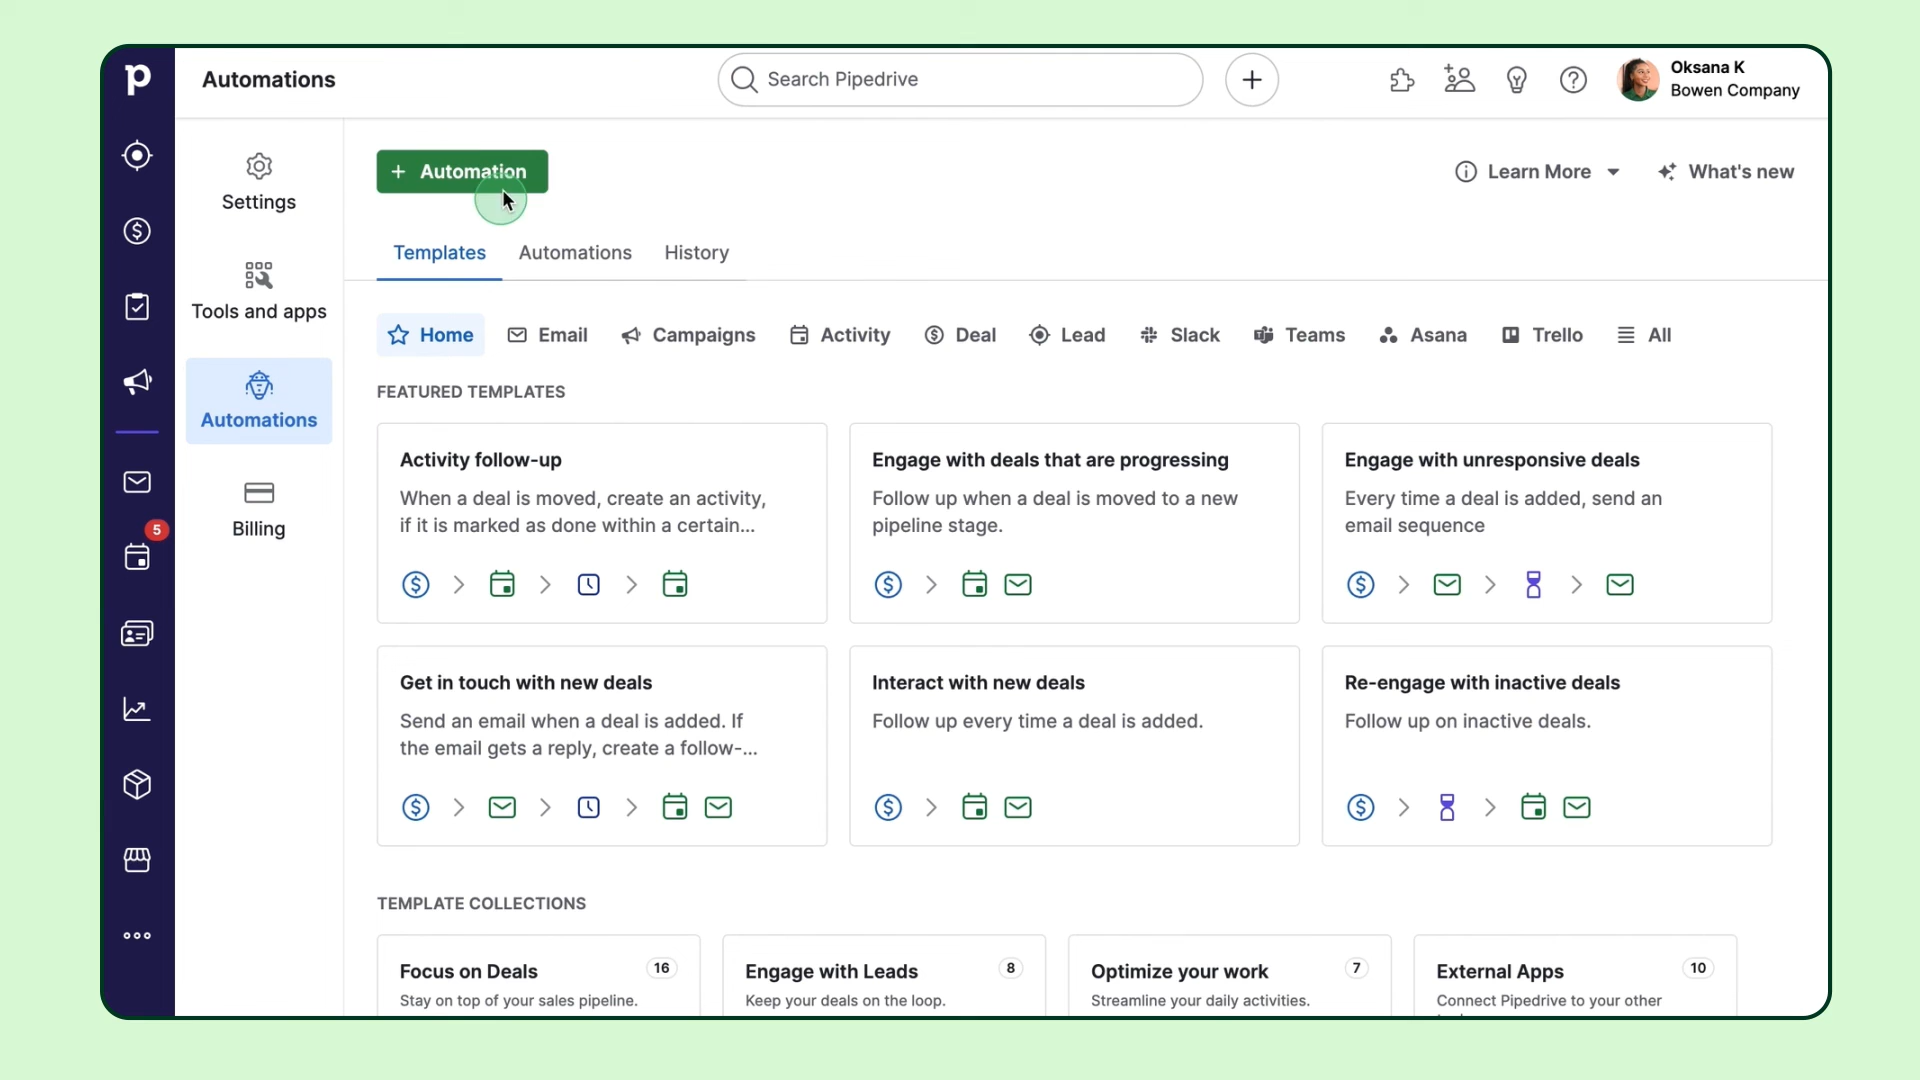 p
Automations
Search Pipedrive
Oksana K
Bowen Company
Settings
Tools and apps
Automations
Billing
5
+ Automation
Learn More
What's new
Templates
Automations
History
Home
Email
Campaigns
Activity
Deal
Lead
Slack
Teams
Asana
Trello
All
FEATURED TEMPLATES
Activity follow-up
When a deal is moved, create an activity,
if it is marked as done within a certain...
Engage with deals that are progressing
Follow up when a deal is moved to a new
pipeline stage.
Engage with unresponsive deals
Every time a deal is added, send an
email sequence
Get in touch with new deals
Send an email when a deal is added. If
the email gets a reply, create a follow-...
Interact with new deals
Follow up every time a deal is added.
Re-engage with inactive deals
Follow up on inactive deals.
TEMPLATE COLLECTIONS
Focus on Deals
16
Stay on top of your sales pipeline.
Engage with Leads
8
Keep your deals on the loop.
Optimize your work
7
Streamline your daily activities.
External Apps
10
Connect Pipedrive to your other